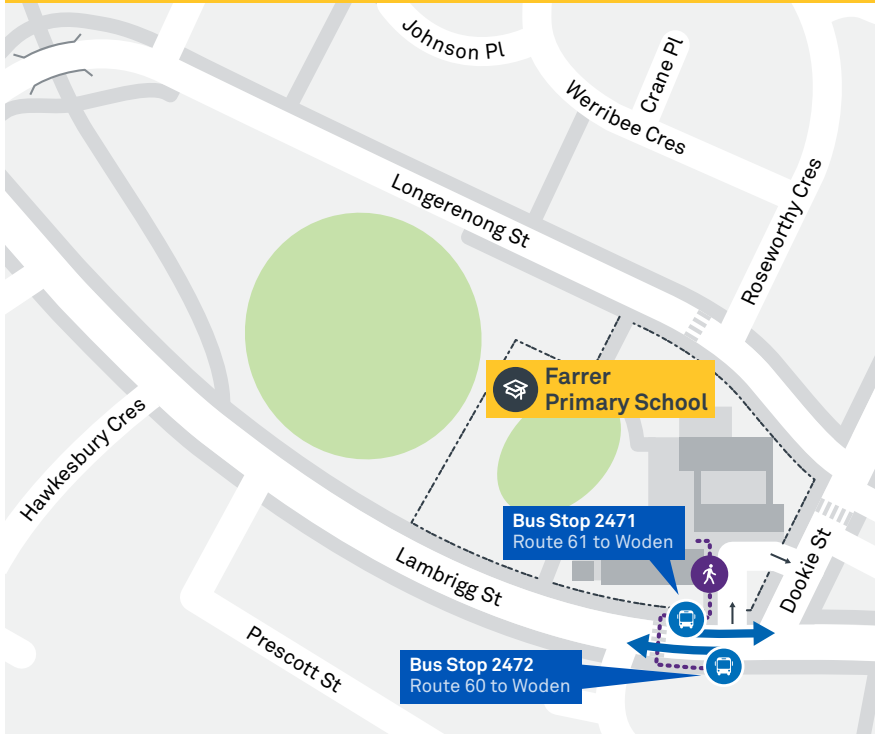 Johnson Pl
Crane Pl
Werribee Cres
Longerenong St
Roseworthy Cres
Farrer
Primary School
Hawkesbury Cres
Bus Stop 2471
Route 61 to Woden
Lambrigg St
Dookie St
Prescott St
Bus Stop 2472
Route 60 to Woden